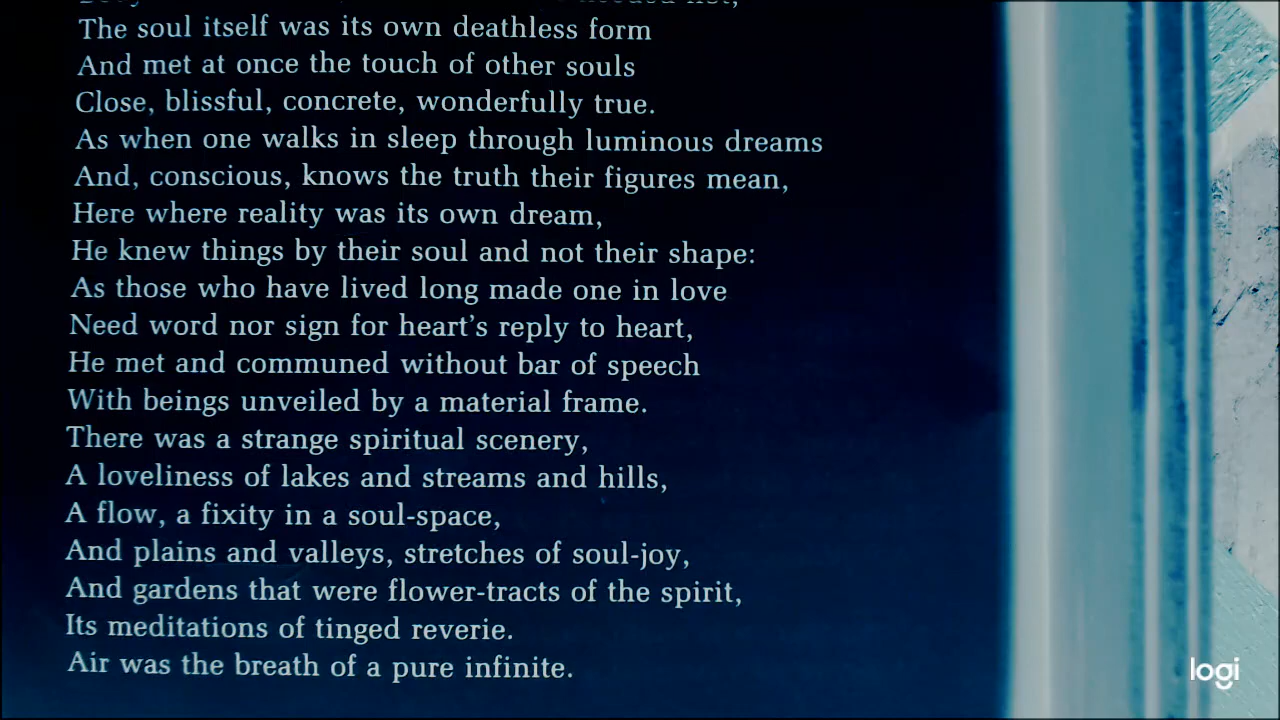 The soul itself was its own deathless form
And met at once the touch of other souls
Close, blissful, concrete, wonderfully true.
As when one walks in sleep through luminous dreams
And, conscious, knows the truth their figures mean,
Here where reality was its own dream,
He knew things by their soul and not their shape:
As those who have lived long made one in love
Need word nor sign for heart's reply to heart,
He met and communed without bar of speech
With beings unveiled by a material frame.
There was a strange spiritual scenery,
A loveliness of lakes and streams and hills,
A flow, a fixity in a soul-space,
And plains and valleys, stretches of soul-joy,
And gardens that were flower-tracts of the spirit,
Its meditations of tinged reverie.
Air was the breath of a pure infinite.
logi